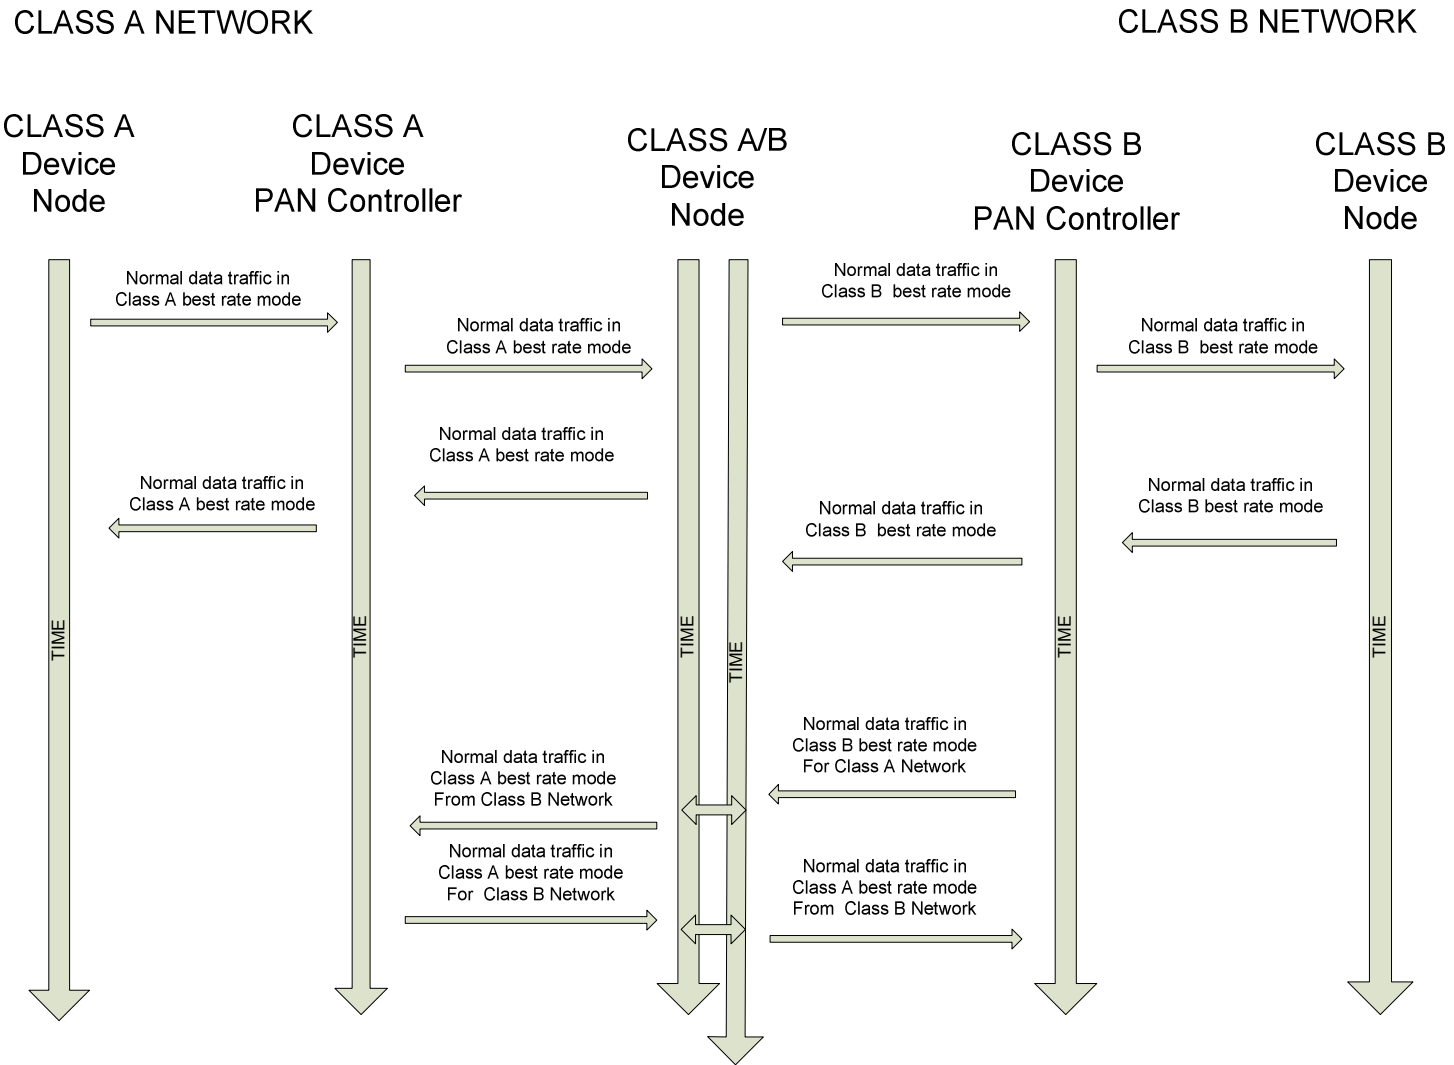 CLASS A NETWORK
CLASS B NETWORK
CLASS A
Device
Node
CLASS A
Device
PAN Controller
CLASS A/B
Device
Node
CLASS B
Device
PAN Controller
CLASS B
Device
Node
Normal data traffic in
Class A best rate mode
Normal data traffic in
Class A best rate mode
Normal data traffic in
Class B  best rate mode
Normal data traffic in
Class B  best rate mode
Normal data traffic in
Class A best rate mode
Normal data traffic in
Class A best rate mode
Normal data traffic in
Class B  best rate mode
Normal data traffic in
Class B best rate mode
TIME
TIME
TIME
TIME
TIME
TIME
Normal data traffic in
Class B best rate mode
For Class A Network
Normal data traffic in
Class A best rate mode
From Class B Network
Normal data traffic in
Class A best rate mode
For  Class B Network
Normal data traffic in
Class A best rate mode
From  Class B Network